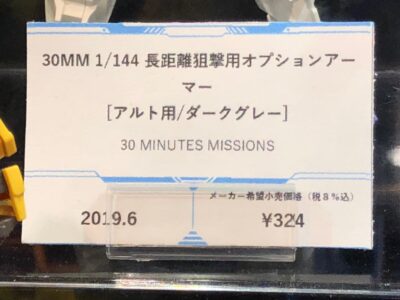 30MM 1/144 長距離狙撃用オプションアー
マー
[アルト用/ダークグレー]
30 MINUTES MISSIONS
メーカー希望小売価格（税８％込）
2019.6
¥324